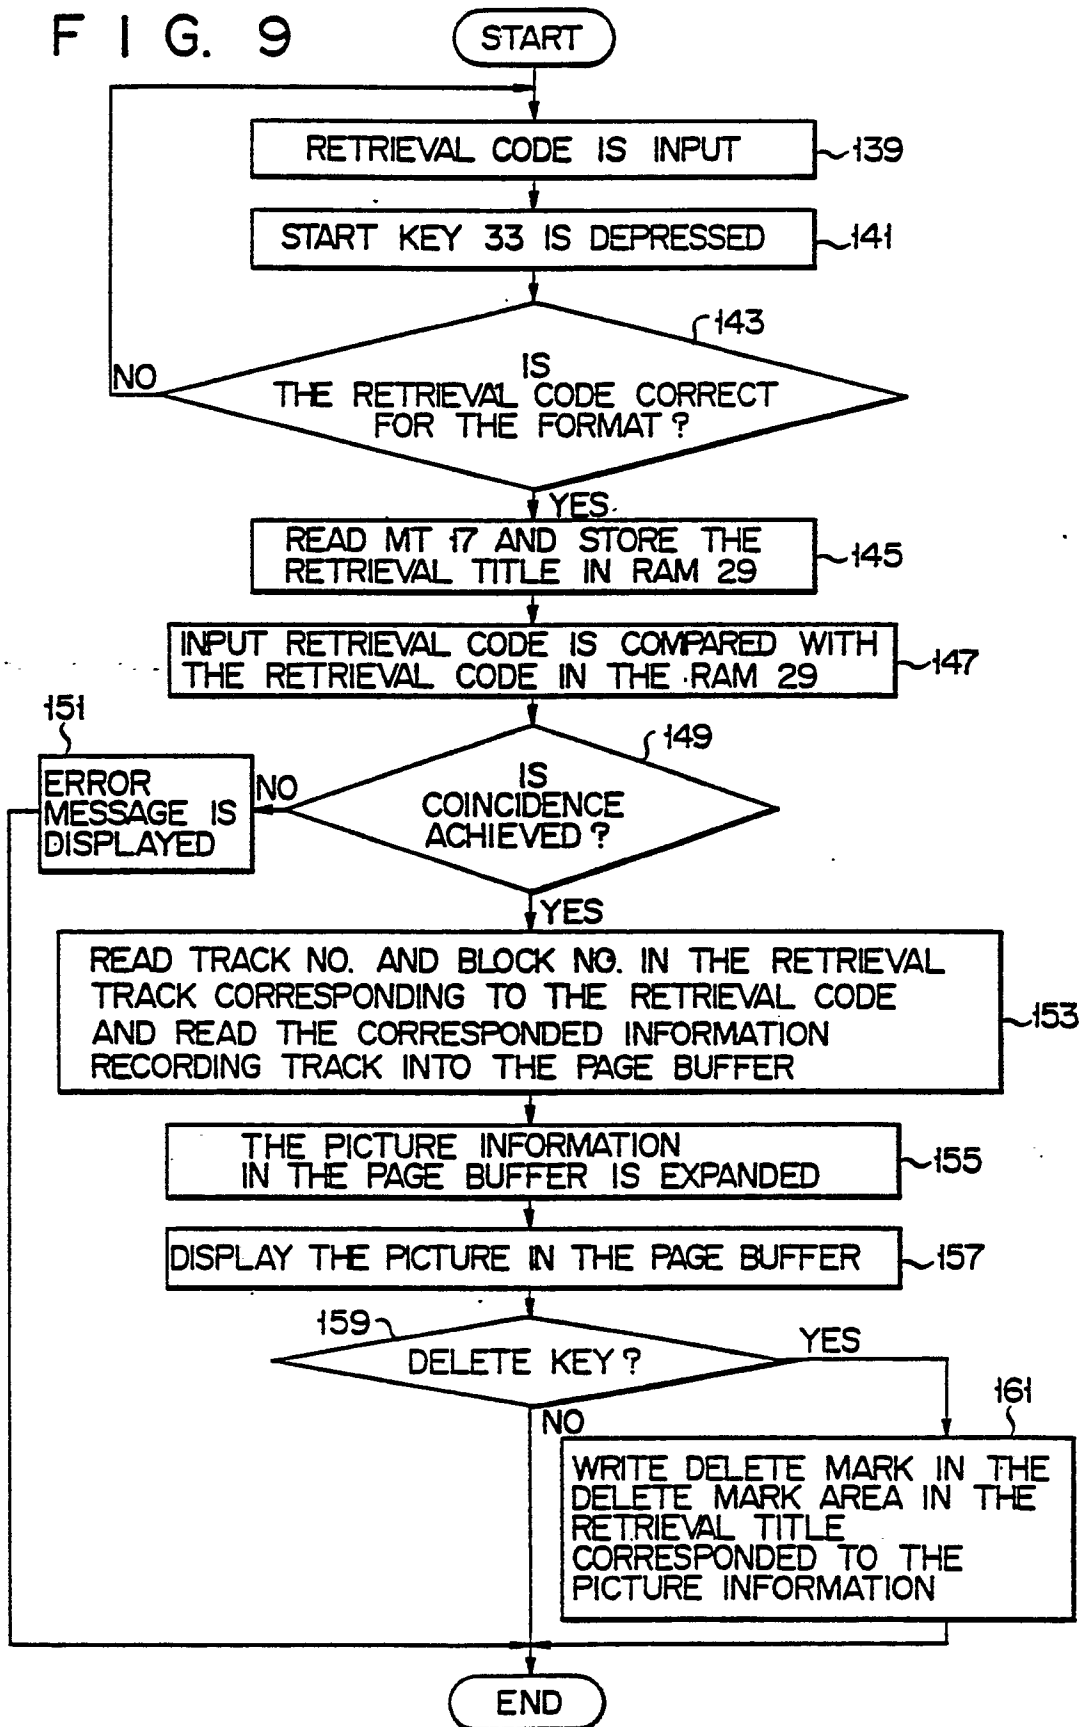 FIG. 9
START
RETRIEVAL CODE IS INPUT
139
START KEY 33 IS DEPRESSED
141
143
IS
THE RETRIEVAL CODE CORRECT
FOR THE FORMAT?
NO
YES
READ MT 17 AND STORE THE
RETRIEVAL TITLE IN RAM 29
145
INPUT RETRIEVAL CODE IS COMPARED WITH
THE RETRIEVAL CODE IN THE RAM 29
147
149
IS
COINCIDENCE
ACHIEVED?
NO
151
ERROR
MESSAGE IS
DISPLAYED
YES
READ TRACK NO. AND BLOCK NO. IN THE RETRIEVAL
TRACK CORRESPONDING TO THE RETRIEVAL CODE
AND READ THE CORRESPONDED INFORMATION
RECORDING TRACK INTO THE PAGE BUFFER
153
THE PICTURE INFORMATION
IN THE PAGE BUFFER IS EXPANDED
155
DISPLAY THE PICTURE IN THE PAGE BUFFER
157
159
DELETE KEY?
YES
NO
161
WRITE DELETE MARK IN THE
DELETE MARK AREA IN THE
RETRIEVAL TITLE
CORRESPONDED TO THE
PICTURE INFORMATION
END